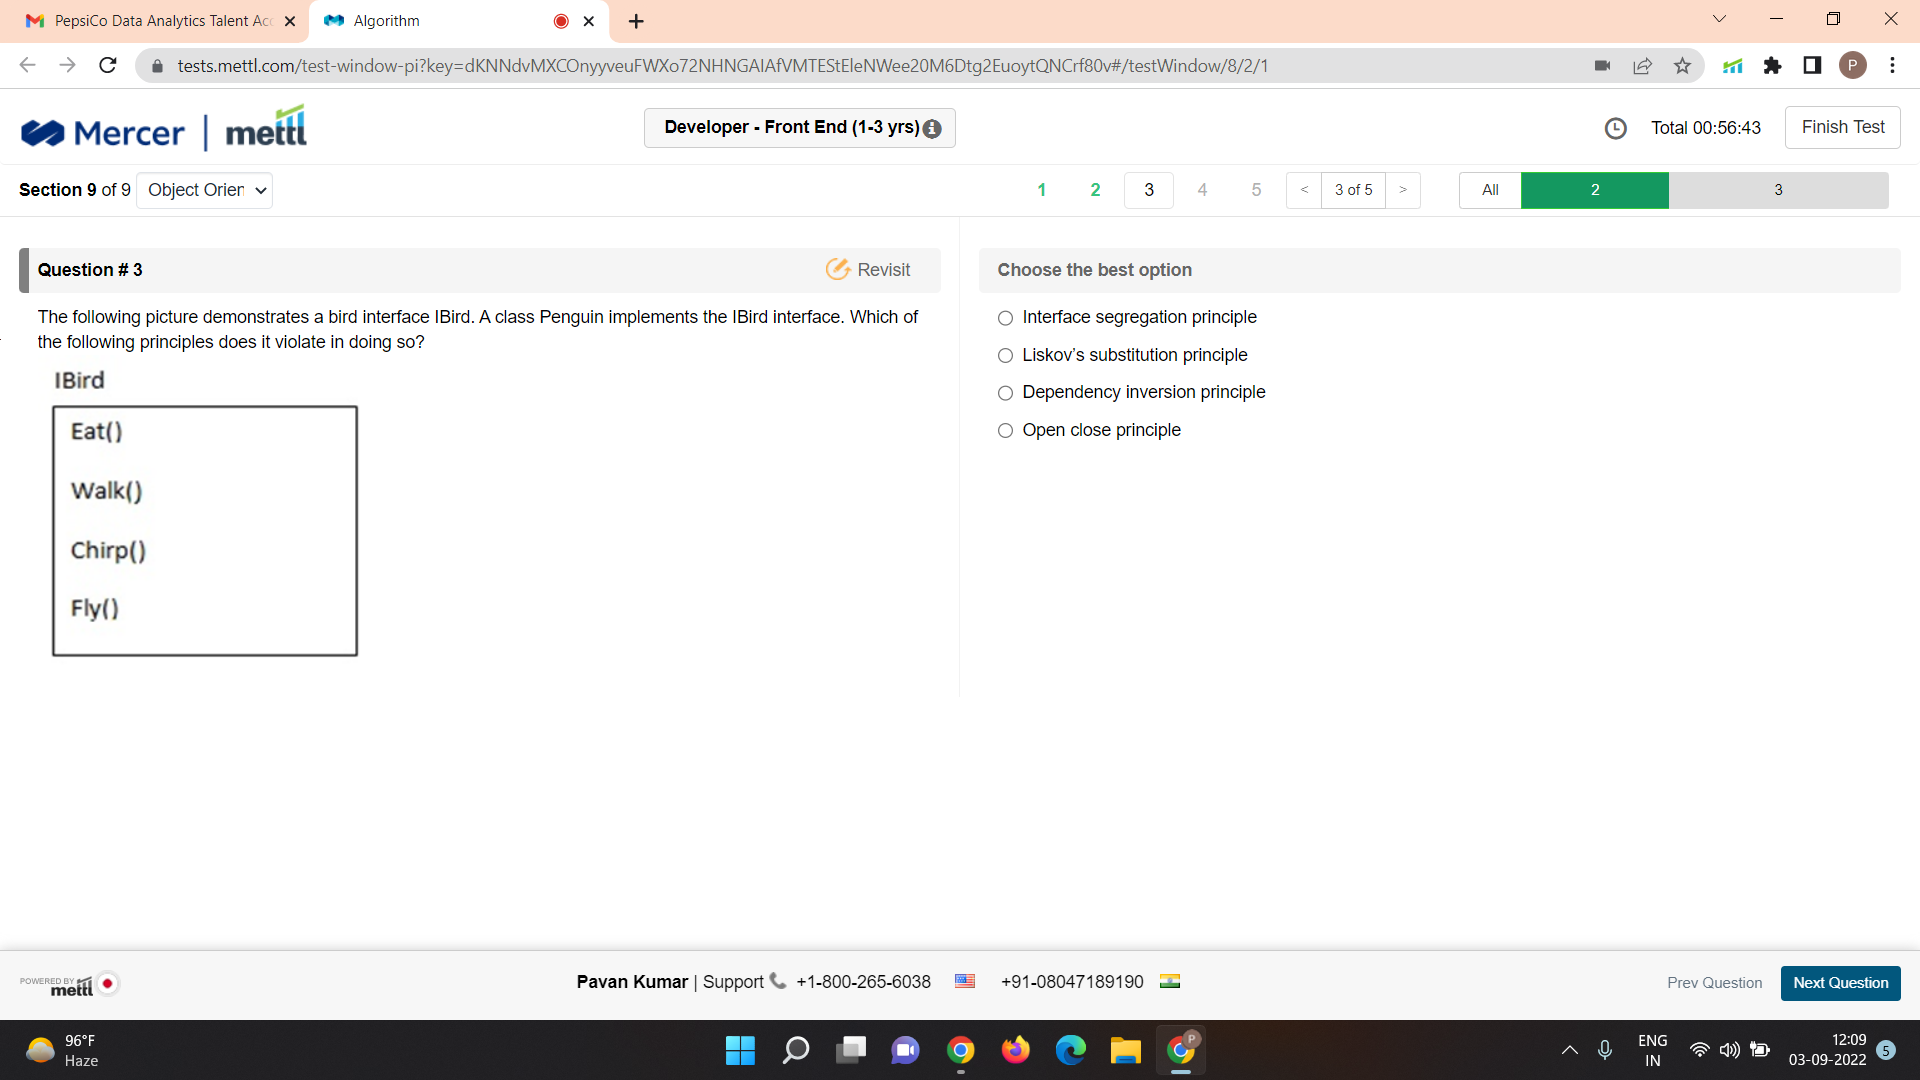 PepsiCo Data Analytics Talent Acc
Algorithm
tests.mettl.com/test-window-pi?key=dKNNdvMXCOnyyveuFWXo72NHNGAIAfVMTEStEleNWee20M6Dtg2EuoytQNCrf80v#/testWindow/8/2/1
P
Mercer | mettl
Developer - Front End (1-3 yrs)
Total 00:56:43
Finish Test
Section 9 of 9
Object Orien
1 2 3 4 5
< 3 of 5 >
All 2 3
Question # 3
Revisit
Choose the best option
The following picture demonstrates a bird interface IBird. A class Penguin implements the IBird interface. Which of
the following principles does it violate in doing so?
IBird
Eat()
Walk()
Chirp()
Fly()
Interface segregation principle
Liskov's substitution principle
Dependency inversion principle
Open close principle
POWERED BY
mettl
Pavan Kumar | Support +1-800-265-6038 +91-08047189190
Prev Question
Next Question
96°F
Haze
P
ENG
IN
12:09
03-09-2022
5